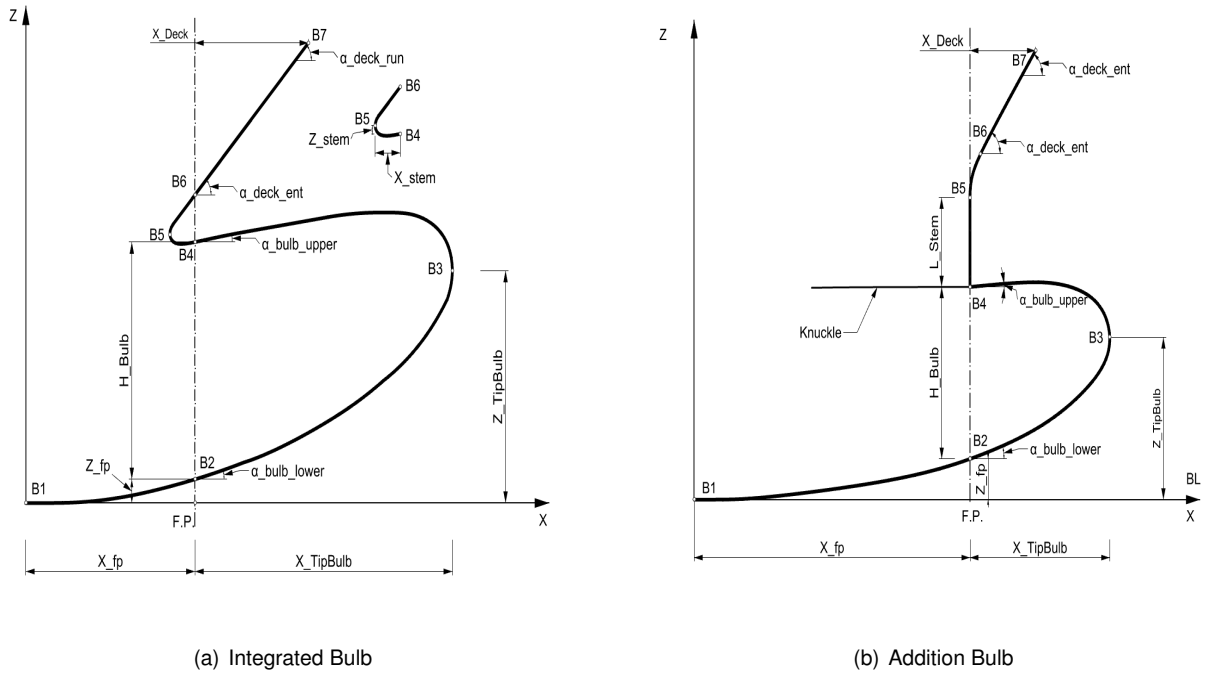 Z
X_Deck
B7
α_deck_run
B6
B5
Z_stem
B4
X_stem
B6
α_deck_ent
B5
B4
α_bulb_upper
B3
H_Bulb
Z_TipBulb
Z_fp
B2
α_bulb_lower
B1
X
F.P.
X_fp
X_TipBulb
(a) Integrated Bulb
Z
X_Deck
B7
α_deck_ent
B6
α_deck_ent
B5
L_Stem
B4
α_bulb_upper
Knuckle
B3
H_Bulb
Z_TipBulb
B2
α_bulb_lower
Z_fp
B1
BL
X
F.P.
X_fp
X_TipBulb
(b) Addition Bulb